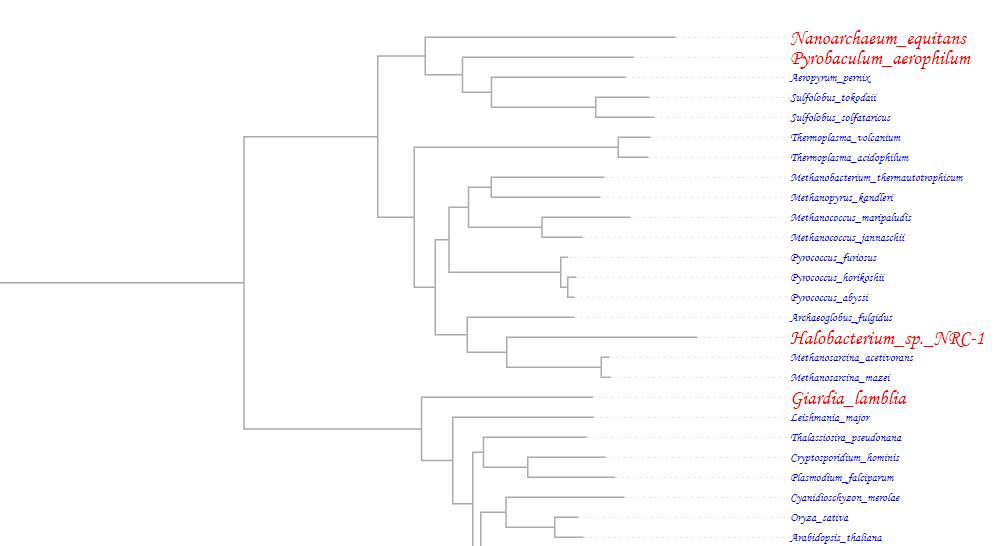 Nanoarchaeum_equitans
Pyrobaculum_aerophilum
Aeropyrum_pernix
Sulfolobus_tokodaii
Sulfolobus_solfataricus
Thermoplasma_volcanium
Thermoplasma_acidophilum
Methanobacterium_thermautotrophicum
Methanopyrus_kandleri
Methanococcus_maripaludis
Methanococcus_jannaschii
Pyrococcus_furiosus
Pyrococcus_horikoshii
Pyrococcus_abyssi
Archaeoglobus_fulgidus
Halobacterium_sp._NRC-1
Methanosarcina_acetivorans
Methanosarcina_mazei
Giardia_lamblia
Leishmania_major
Thalassiosira_pseudonana
Cryptosporidium_hominis
Plasmodium_falciparum
Cyanidioschyzon_merolae
Oryza_sativa
Arabidopsis_thaliana